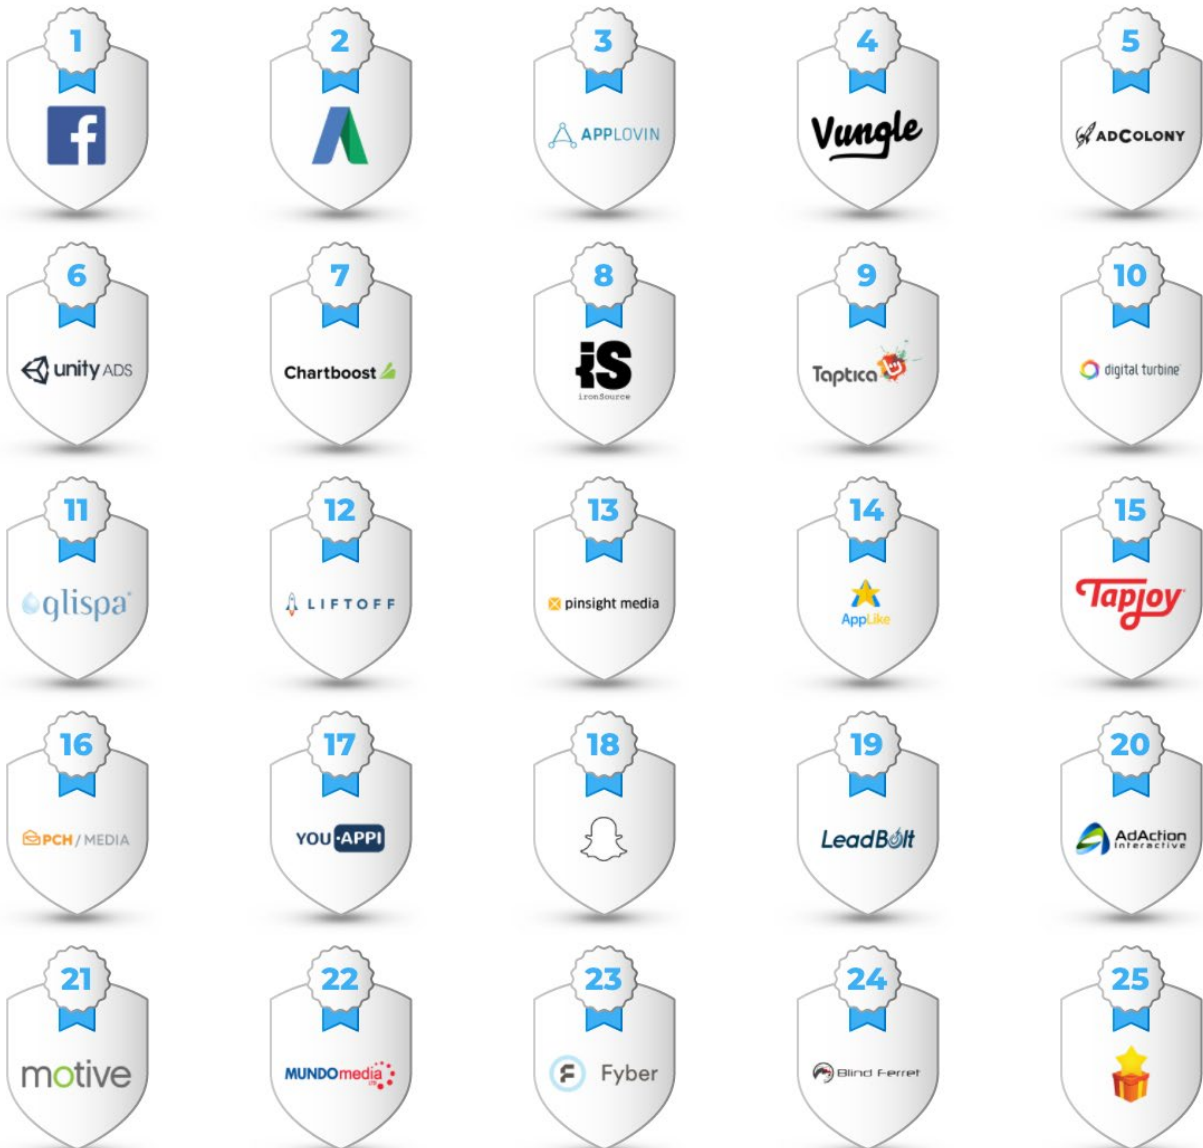 1
2
3
4
5
APPLOVIN
Vungle
ADCOLONY
6
7
8
9
10
unity ADS
Chartboost
iS
ironSource
Taptica
digital turbine
11
12
13
14
15
glispa
LIFTOFF
pinsight media
AppLike
Tapjoy
16
17
18
19
20
PCH / MEDIA
YOU·APPI
LeadBolt
AdAction
Interactive
21
22
23
24
25
motive
MUNDOmedia
LTD
F Fyber
Blind Ferret